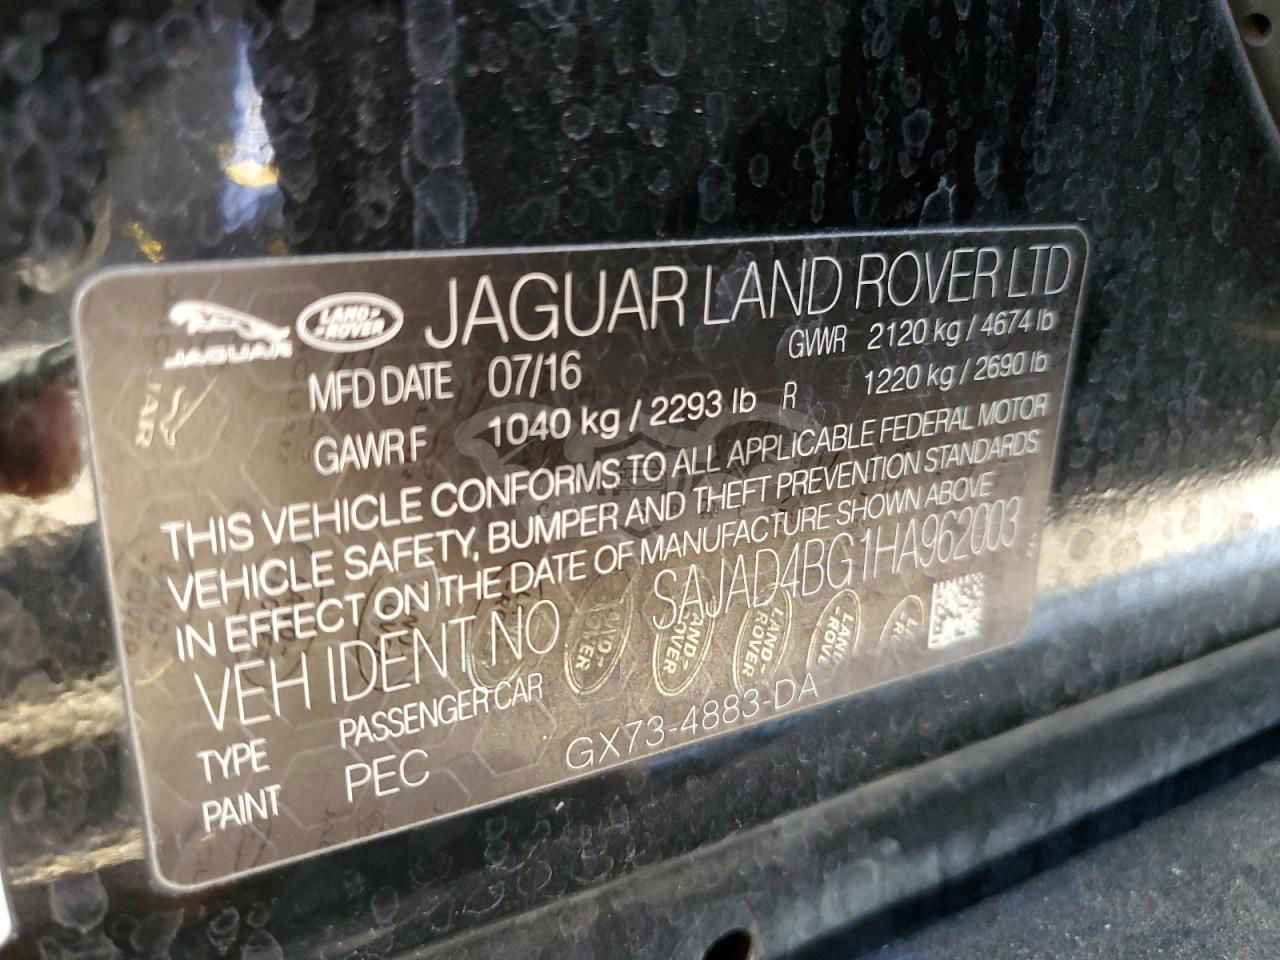 JAGUAR LAND-ROVER JAGUAR LAND ROVER LTD
MFD DATE 07/16 GVWR 2120 kg / 4674 lb
GAWR F 1040 kg / 2293 lb R 1220 kg / 2690 lb
THIS VEHICLE CONFORMS TO ALL APPLICABLE FEDERAL MOTOR
VEHICLE SAFETY, BUMPER AND THEFT PREVENTION STANDARDS
IN EFFECT ON THE DATE OF MANUFACTURE SHOWN ABOVE
VEH IDENT NO SAJAD4BG1HA962003
TYPE PASSENGER CAR
PAINT PEC GX73-4883-DA